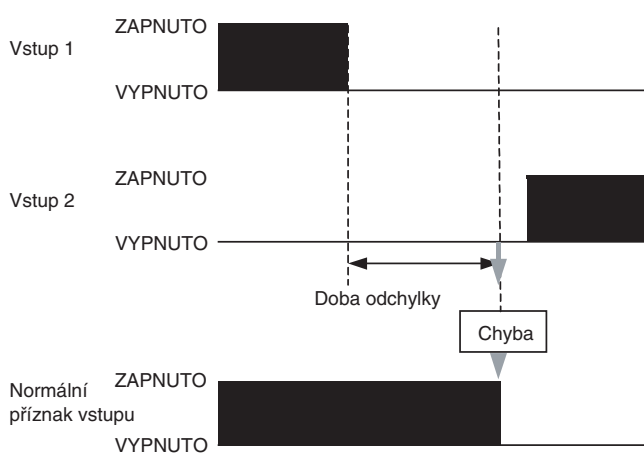 ZAPNUTO
Vstup 1
VYPNUTO
ZAPNUTO
Vstup 2
VYPNUTO
Doba odchylky
Chyba
ZAPNUTO
Normální
příznak vstupu
VYPNUTO